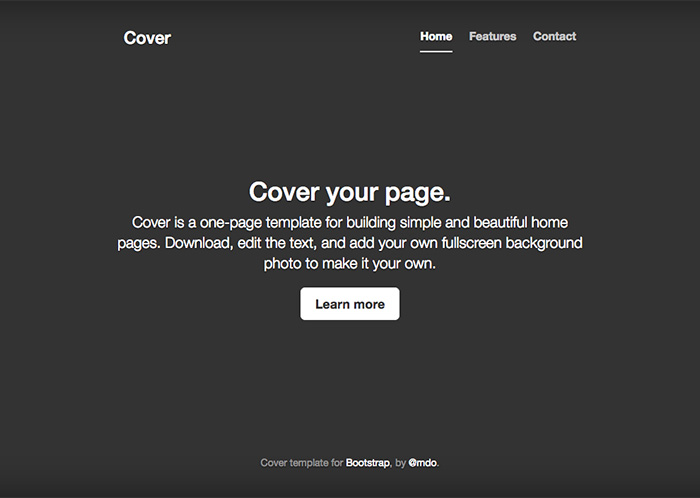 Cover
Home Features Contact
Cover your page.
Cover is a one-page template for building simple and beautiful home
pages. Download, edit the text, and add your own fullscreen background
photo to make it your own.
Learn more
Cover template for Bootstrap, by @mdo.